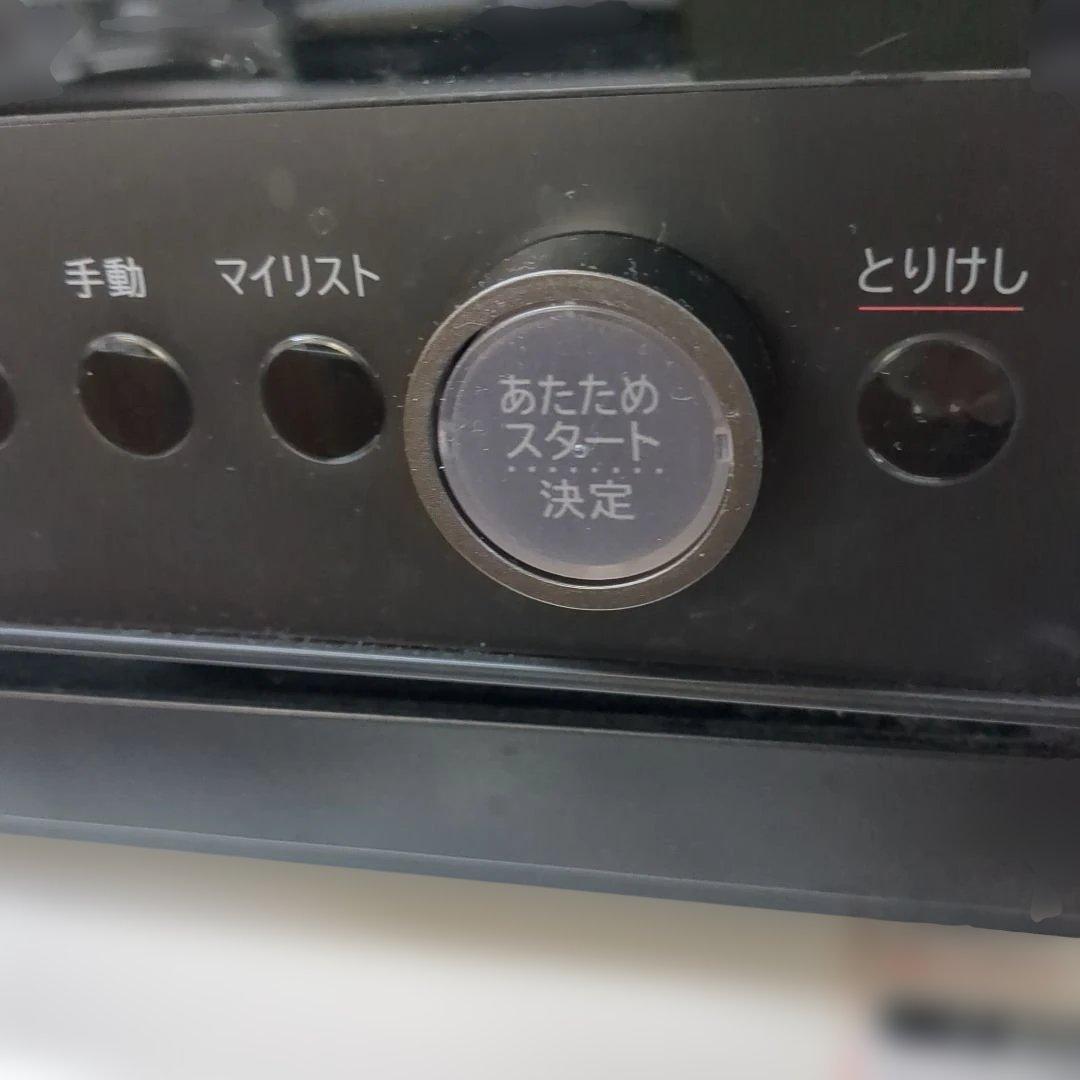 手動
マイリスト
あたため
スタート
決定
とりけし